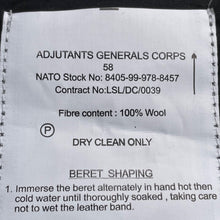 ADJUTANTS GENERALS CORPS
58
NATO Stock No: 8405-99-978-8457
Contract No:LSL/DC/0039
Fibre content: 100% Wool
P
DRY CLEAN ONLY
BERET SHAPING
1. Immerse the beret alternately in hand hot then
cold water until thoroughly soaked , taking care
not to wet the leather band.